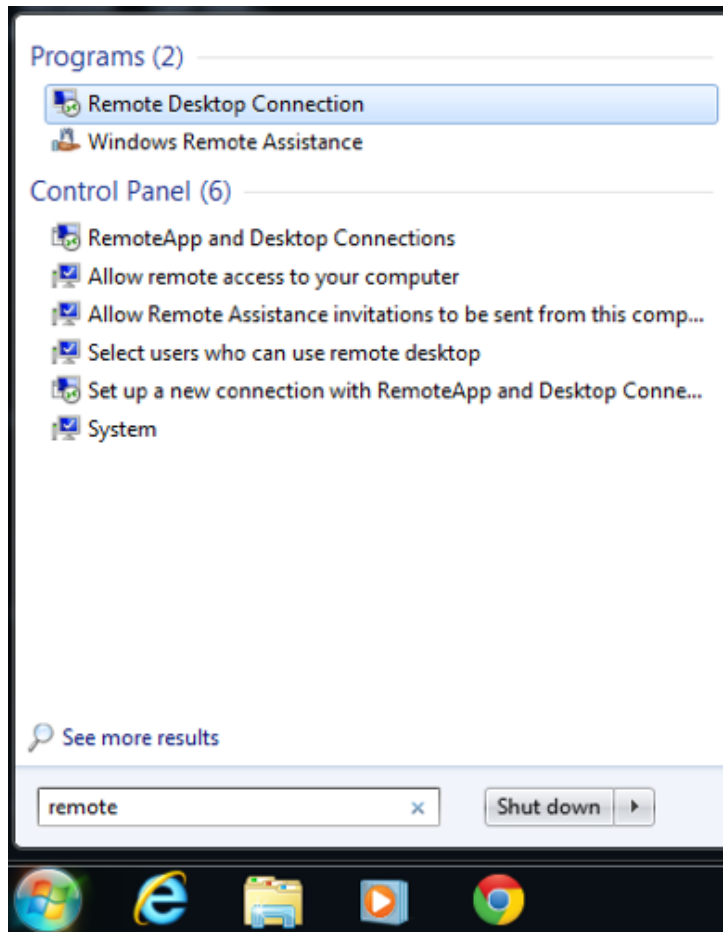 Programs (2)
Remote Desktop Connection
Windows Remote Assistance
Control Panel (6)
RemoteApp and Desktop Connections
Allow remote access to your computer
Allow Remote Assistance invitations to be sent from this comp...
Select users who can use remote desktop
Set up a new connection with RemoteApp and Desktop Conne...
System
See more results
remote
Shut down